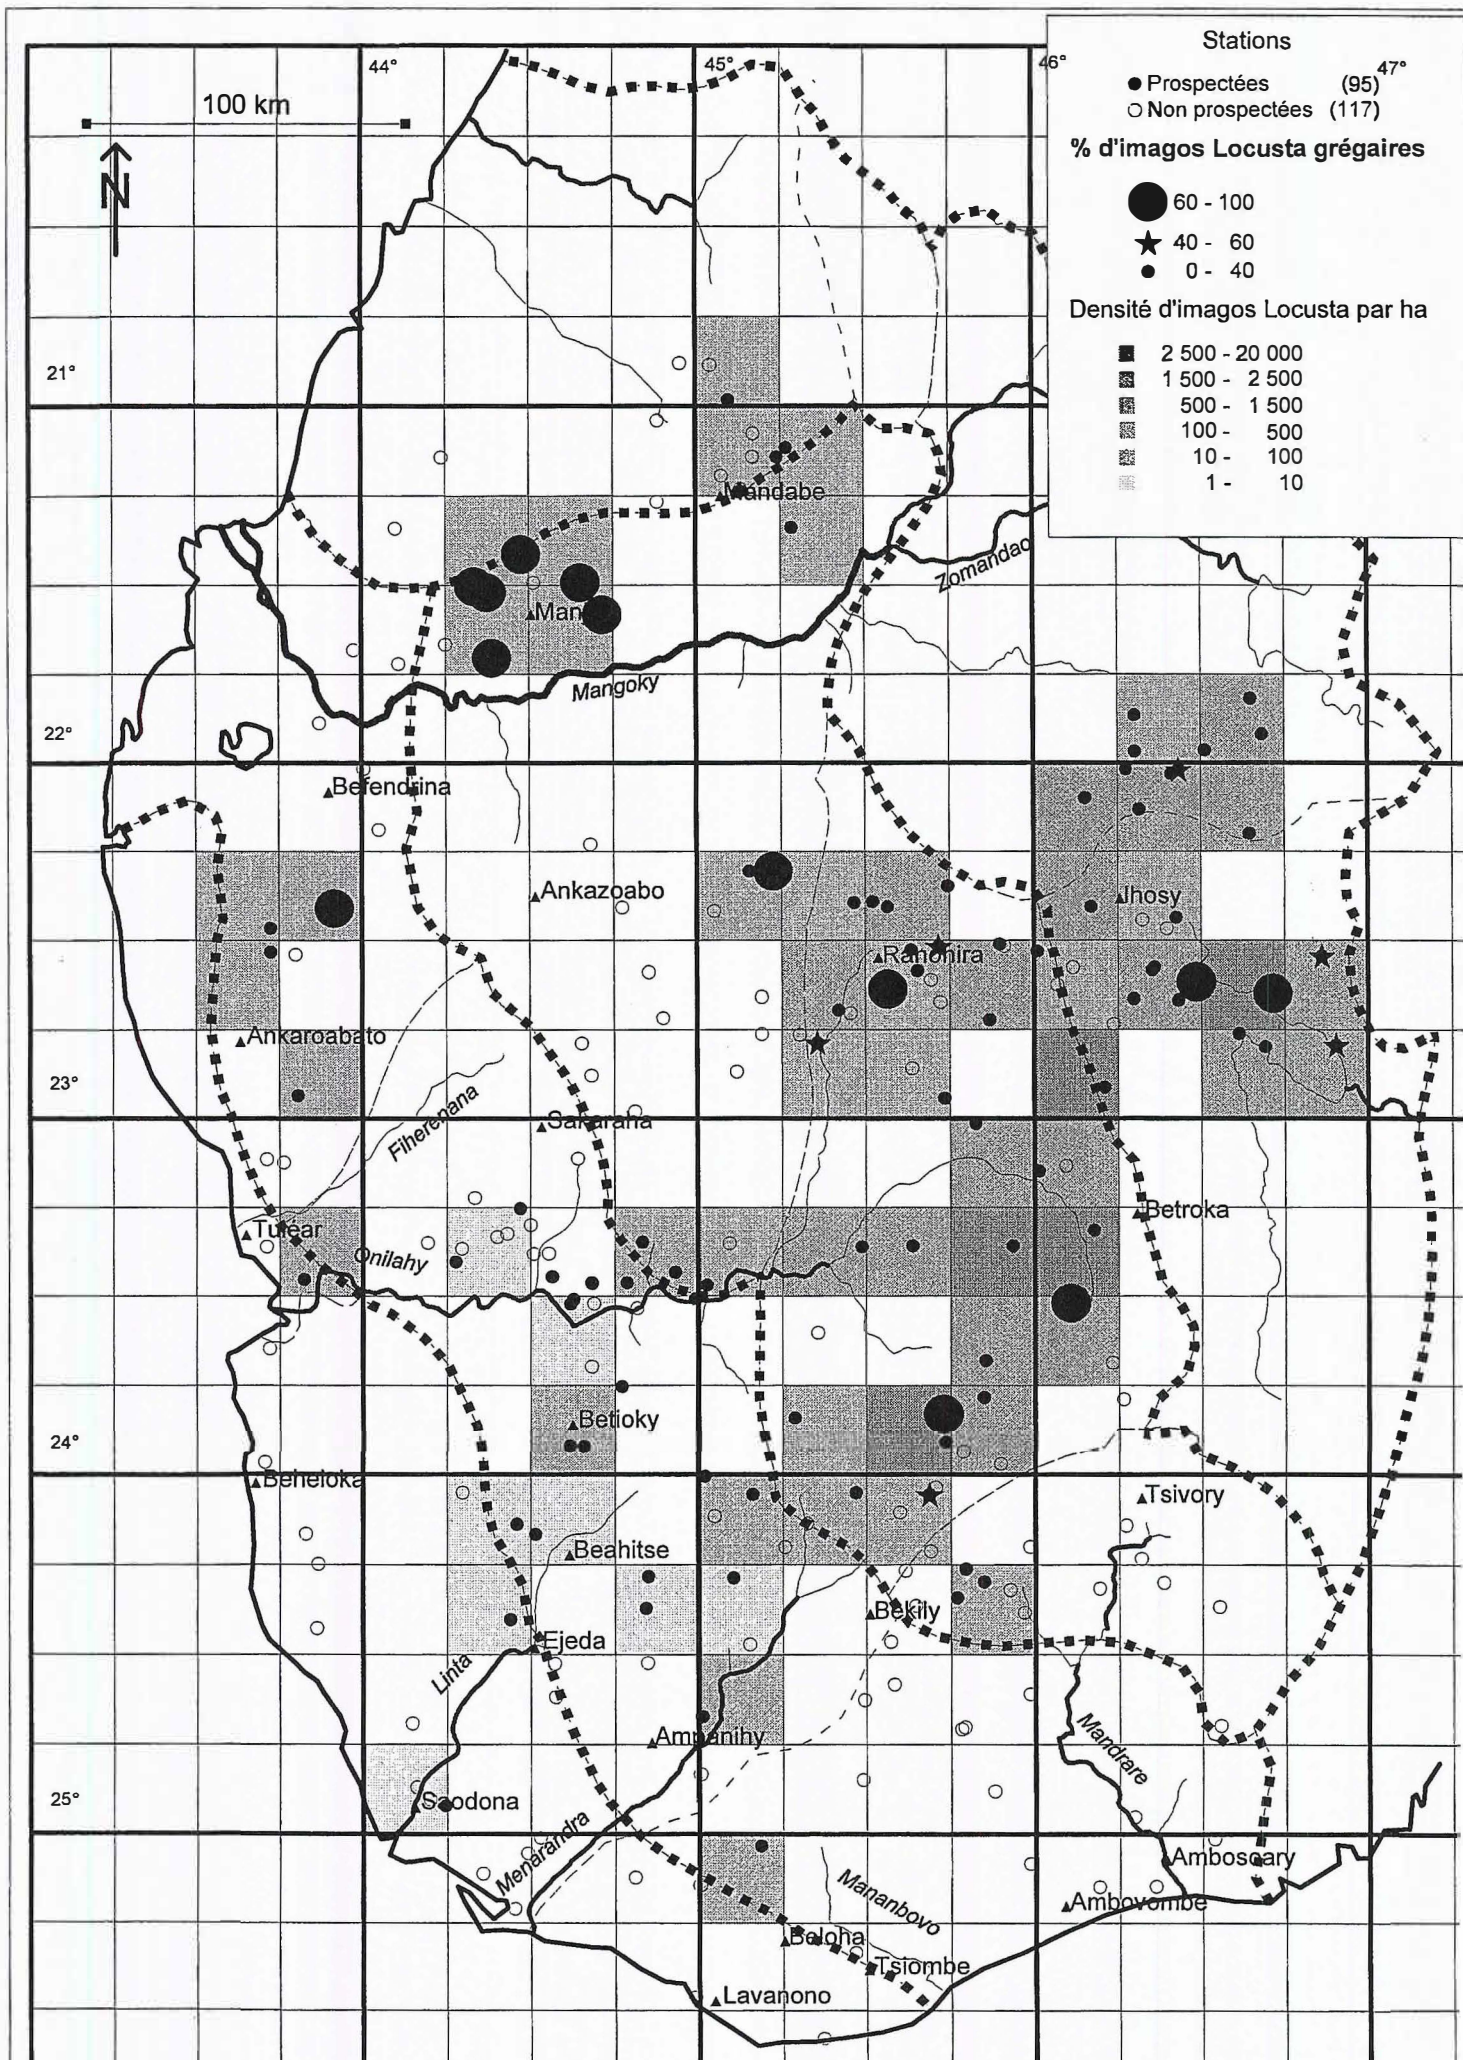 Stations
Prospectées (95)
Non prospectées (117)
% d'imagos Locusta grégaires
60 - 100
40 - 60
0 - 40
Densité d'imagos Locusta par ha
2 500 - 20 000
1 500 - 2 500
500 - 1 500
100 - 500
10 - 100
1 - 10
44°
45°
46°
47°
100 km
N
21°
Mandabe
Zomandao
Man
Mangoky
22°
Befendrina
Ankazoabo
Ihosy
Ranohira
Ankaroabato
23°
Fiherenana
Sakaraha
Betroka
Tuléar
Onilahy
Betioky
24°
Beheloka
Tsivory
Beahitse
Bekily
Ejeda
Linta
Ampanihy
Mandrare
25°
Saodona
Menarandra
Amboscary
Mananbovo
Ambovombe
Beloha
Tsiombe
Lavanono